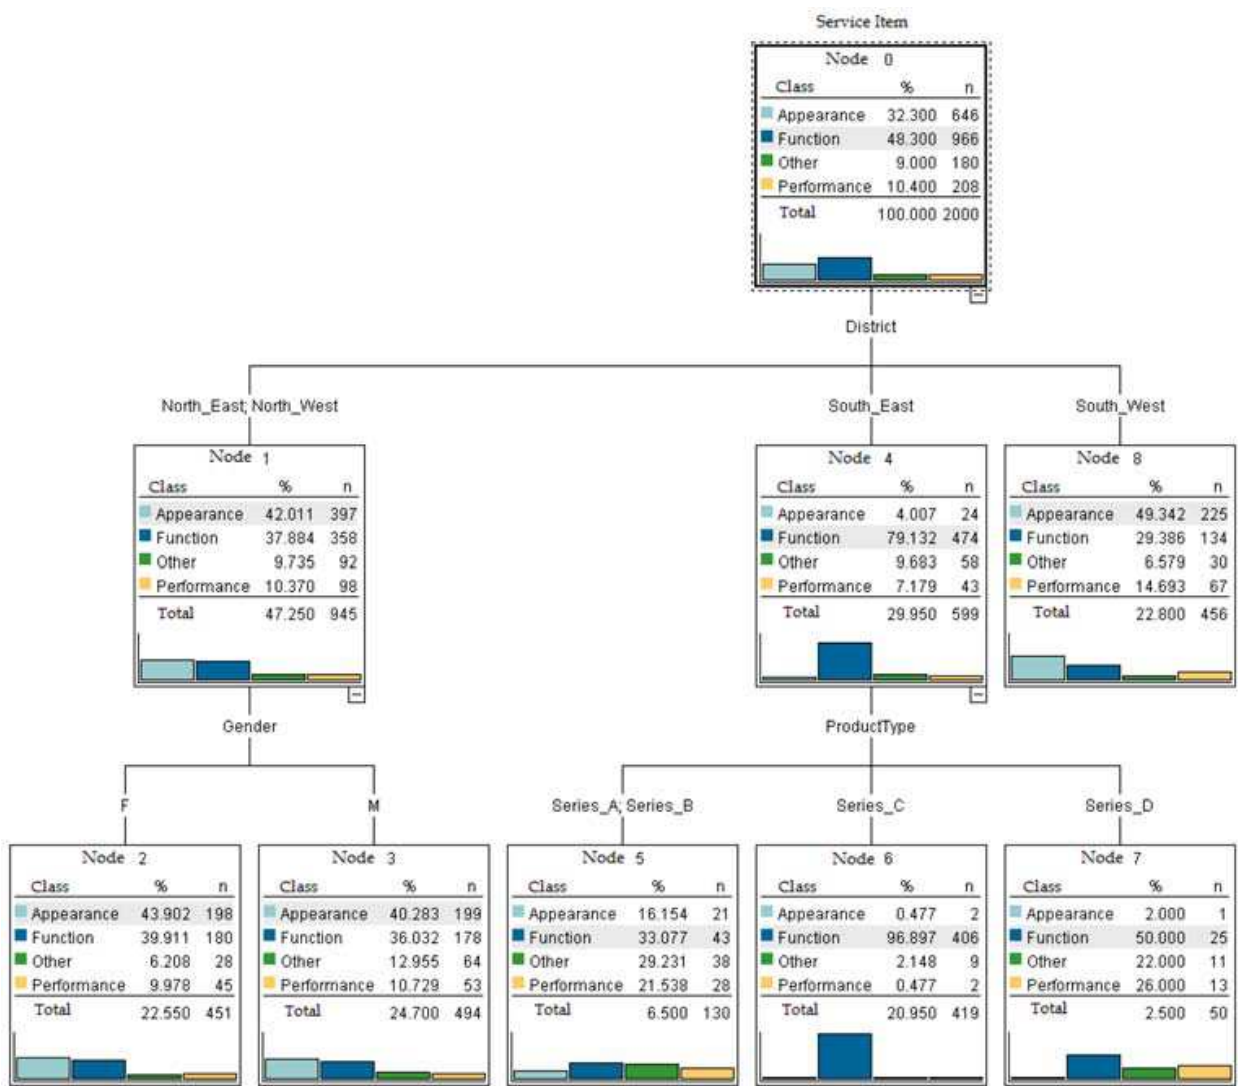 Service Item
Node 0
Class % n
Appearance 32.300 646
Function 48.300 966
Other 9.000 180
Performance 10.400 208
Total 100.000 2000
District
North_East; North_West
South_East
South_West
Node 1
Class % n
Appearance 42.011 397
Function 37.884 358
Other 9.735 92
Performance 10.370 98
Total 47.250 945
Node 4
Class % n
Appearance 4.007 24
Function 79.132 474
Other 9.683 58
Performance 7.179 43
Total 29.950 599
Node 8
Class % n
Appearance 49.342 225
Function 29.386 134
Other 6.579 30
Performance 14.693 67
Total 22.800 456
Gender
ProductType
F
M
Series_A; Series_B
Series_C
Series_D
Node 2
Class % n
Appearance 43.902 198
Function 39.911 180
Other 6.208 28
Performance 9.978 45
Total 22.550 451
Node 3
Class % n
Appearance 40.283 199
Function 36.032 178
Other 12.955 64
Performance 10.729 53
Total 24.700 494
Node 5
Class % n
Appearance 16.154 21
Function 33.077 43
Other 29.231 38
Performance 21.538 28
Total 6.500 130
Node 6
Class % n
Appearance 0.477 2
Function 96.897 406
Other 2.148 9
Performance 0.477 2
Total 20.950 419
Node 7
Class % n
Appearance 2.000 1
Function 50.000 25
Other 22.000 11
Performance 26.000 13
Total 2.500 50